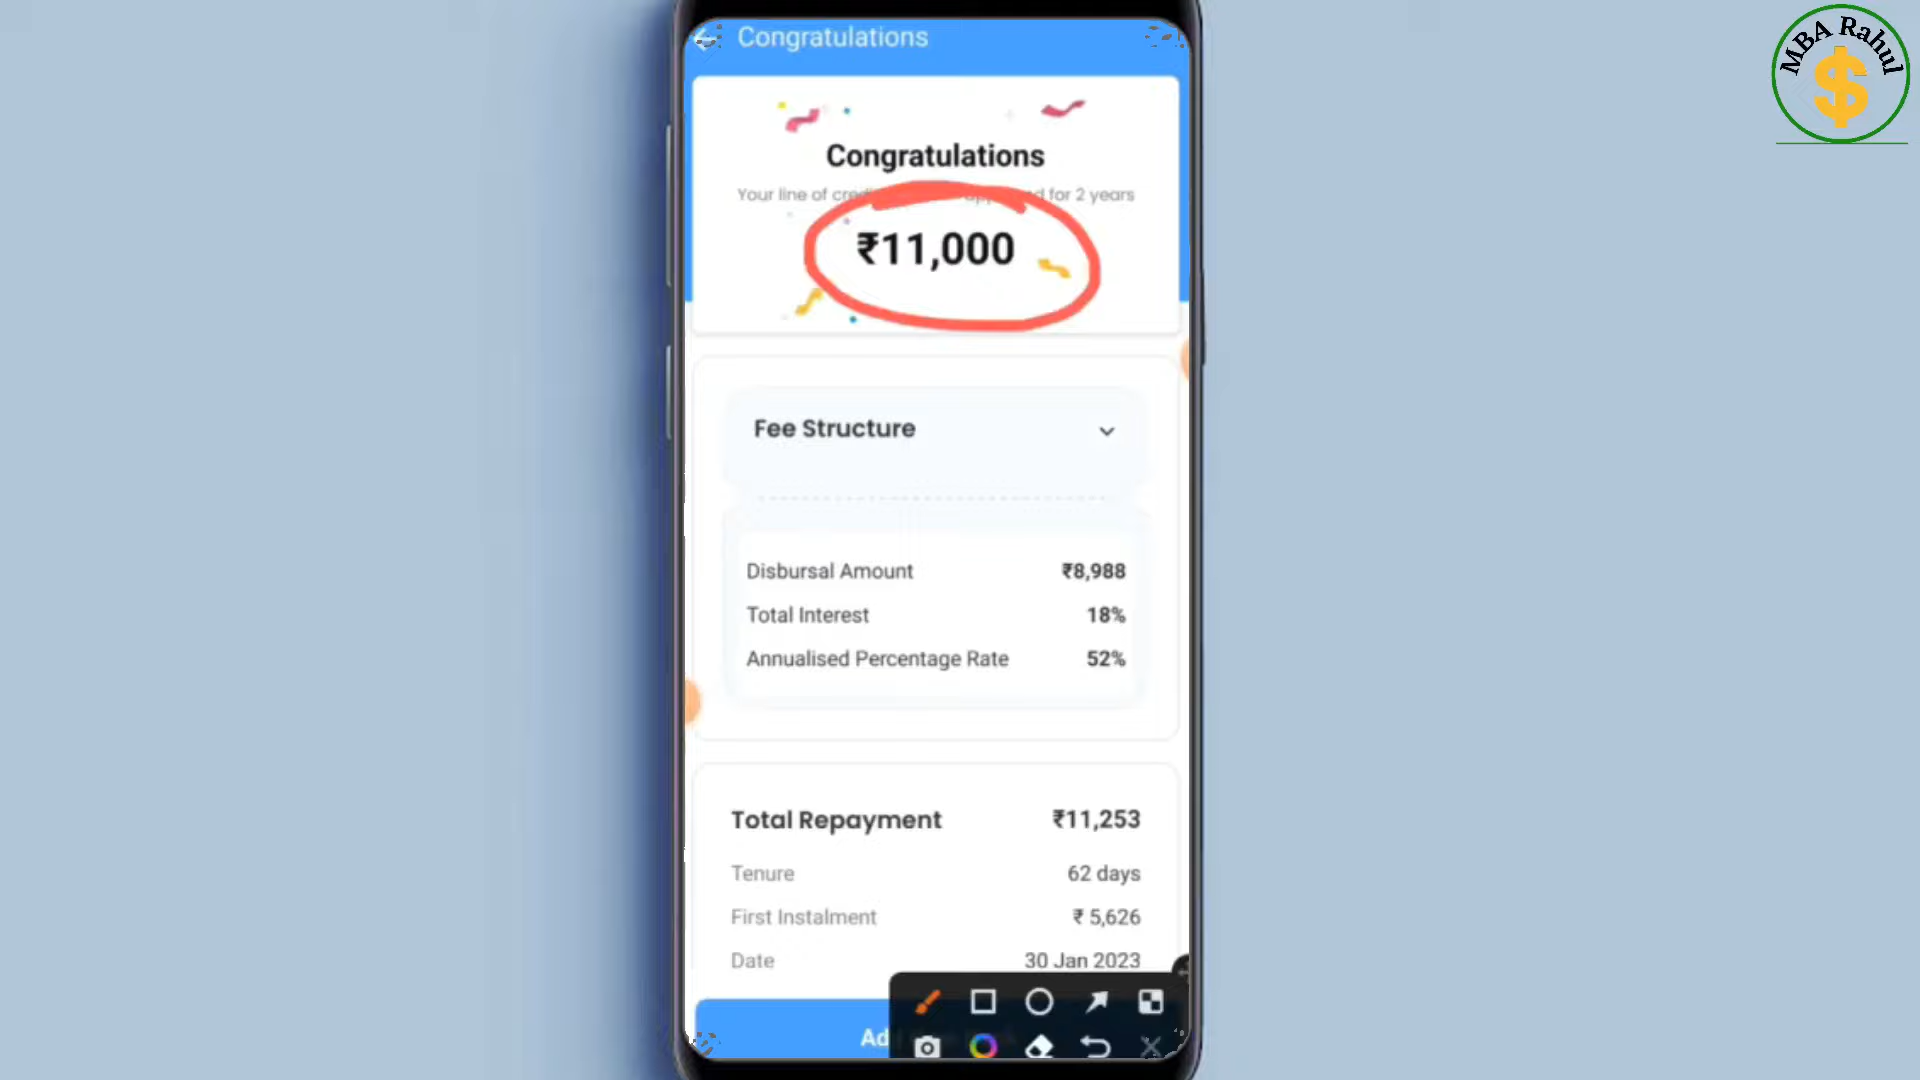 Congratulations
MBA Rahul
Congratulations
Your line of for 2 years
₹11,000
Fee Structure
Disbursal Amount ₹8,988
Total Interest 18%
Annualised Percentage Rate 52%
Total Repayment ₹11,253
Tenure 62 days
First Instalment ₹ 5,626
Date 30 Jan 2023